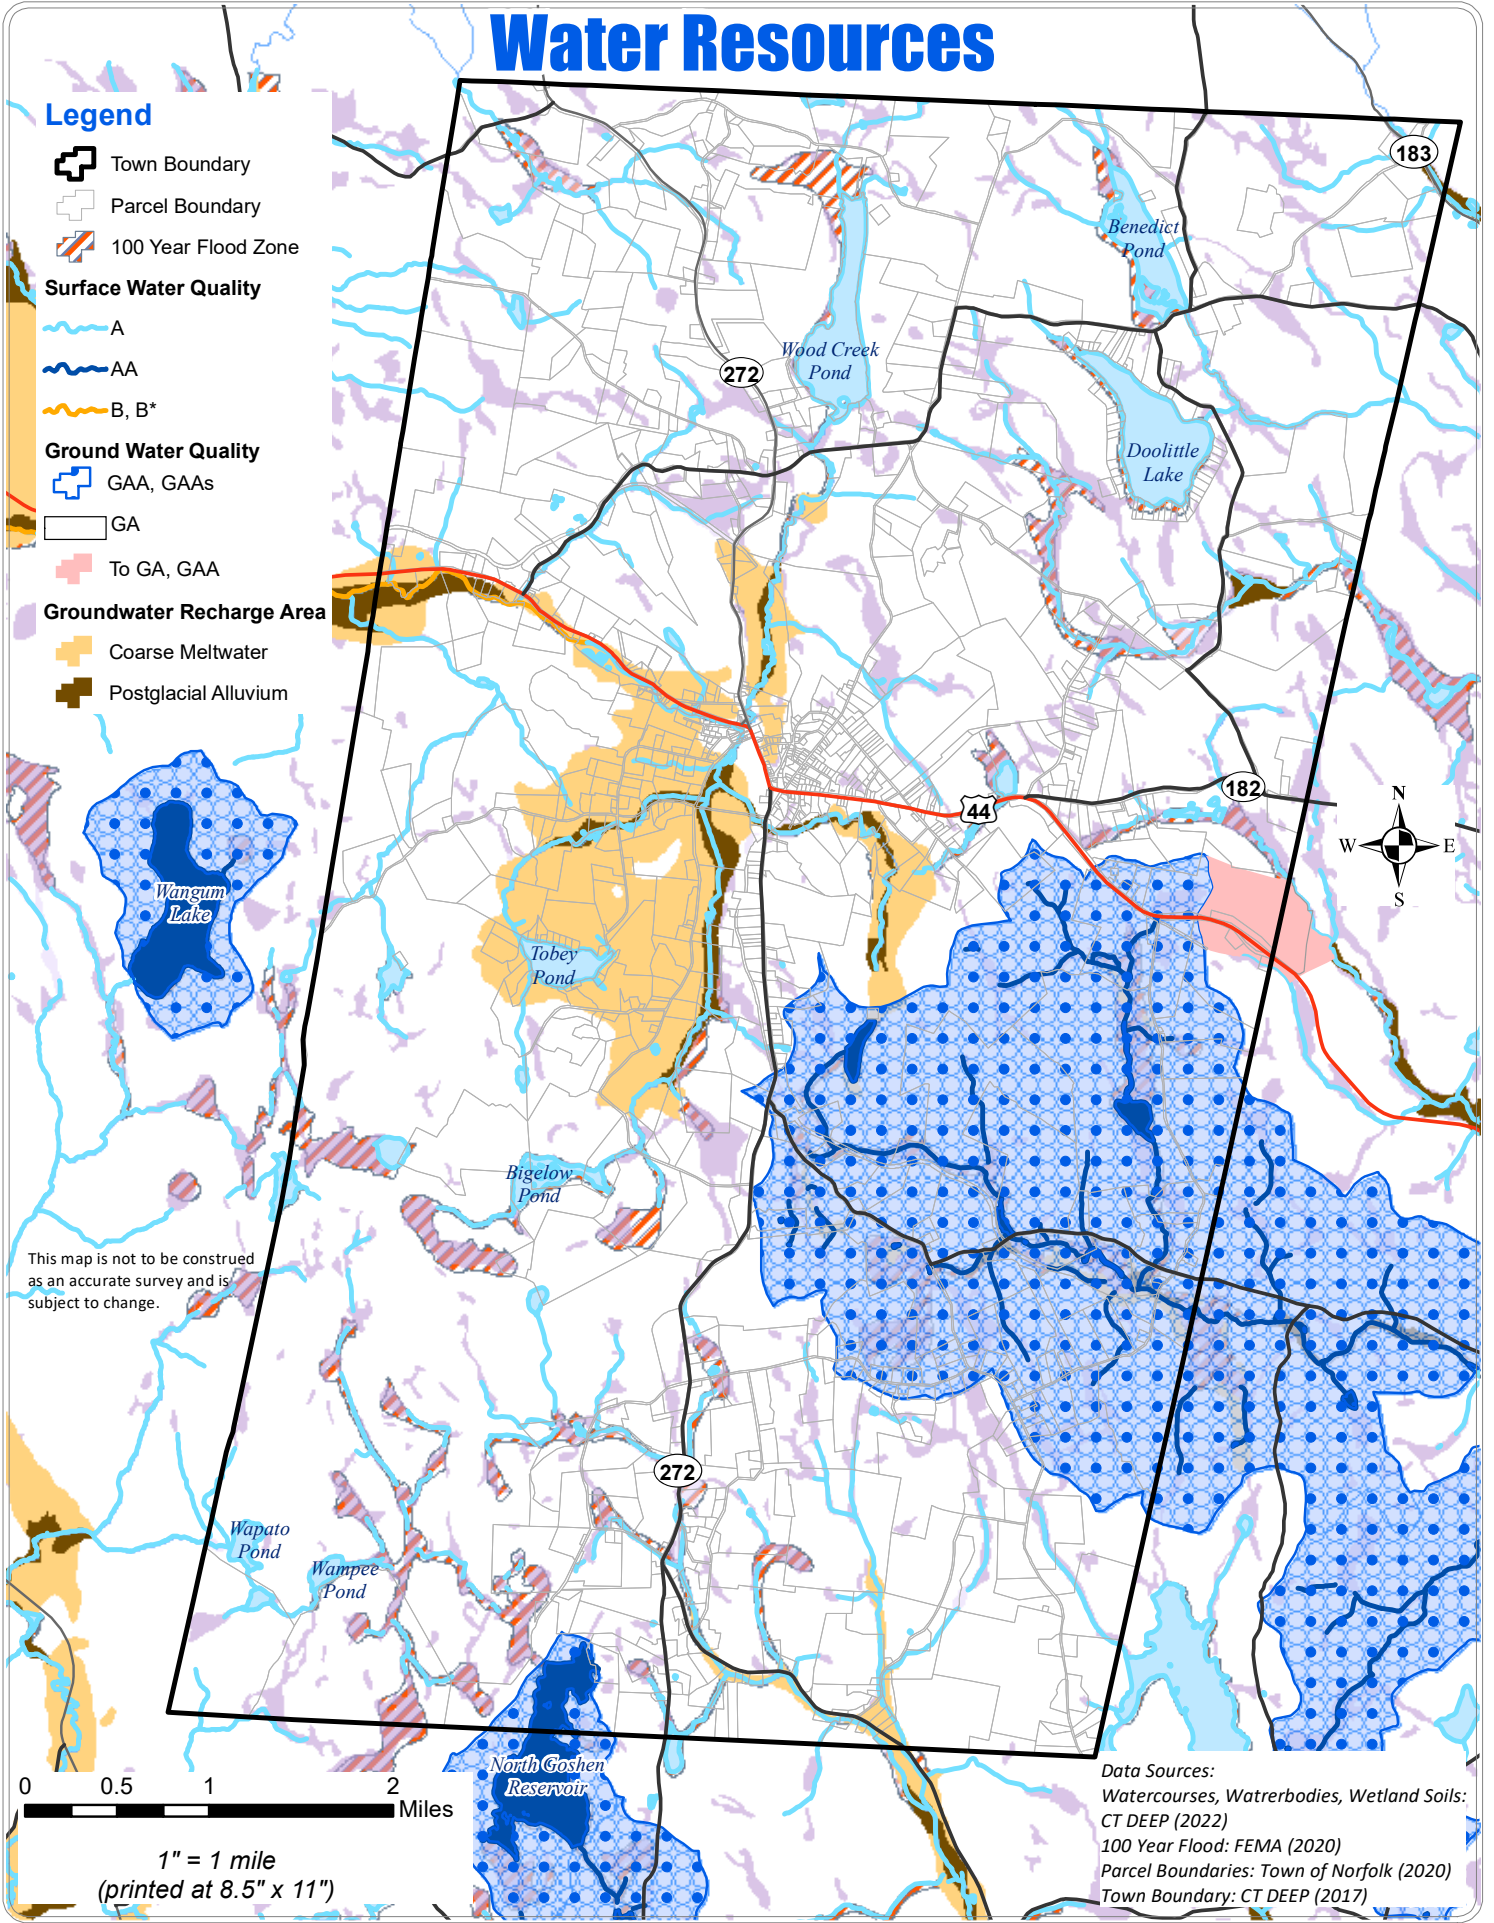 Water Resources
Legend
Town Boundary
Parcel Boundary
100 Year Flood Zone
Surface Water Quality
A
AA
B, B*
Ground Water Quality
GAA, GAAs
GA
To GA, GAA
Groundwater Recharge Area
Coarse Meltwater
Postglacial Alluvium
183
Benedict
Pond
Wood Creek
Pond
272
Doolittle
Lake
182
44
N
W E
S
Wangum
Lake
Tobey
Pond
Bigelow
Pond
This map is not to be construed
as an accurate survey and is
subject to change.
272
Wapato
Pond
Wampee
Pond
North Goshen
Reservoir
0 0.5 1 2
Miles
1" = 1 mile
(printed at 8.5" x 11")
Data Sources:
Watercourses, Watrerbodies, Wetland Soils:
CT DEEP (2022)
100 Year Flood: FEMA (2020)
Parcel Boundaries: Town of Norfolk (2020)
Town Boundary: CT DEEP (2017)